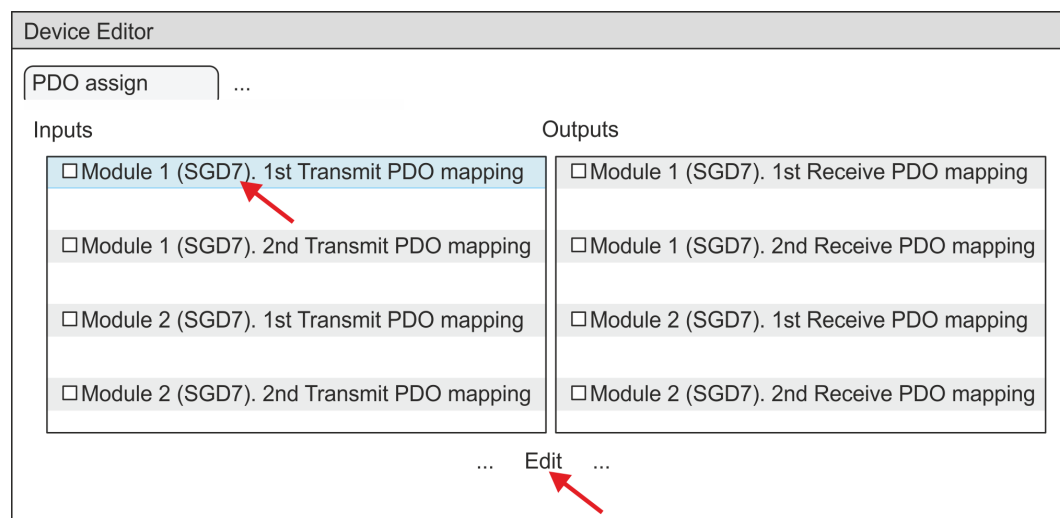 Device Editor
PDO assign ...
Inputs Outputs
Module 1 (SGD7). 1st Transmit PDO mapping Module 1 (SGD7). 1st Receive PDO mapping
Module 1 (SGD7). 2nd Transmit PDO mapping Module 1 (SGD7). 2nd Receive PDO mapping
Module 2 (SGD7). 1st Transmit PDO mapping Module 2 (SGD7). 1st Receive PDO mapping
Module 2 (SGD7). 2nd Transmit PDO mapping Module 2 (SGD7). 2nd Receive PDO mapping
... Edit ...